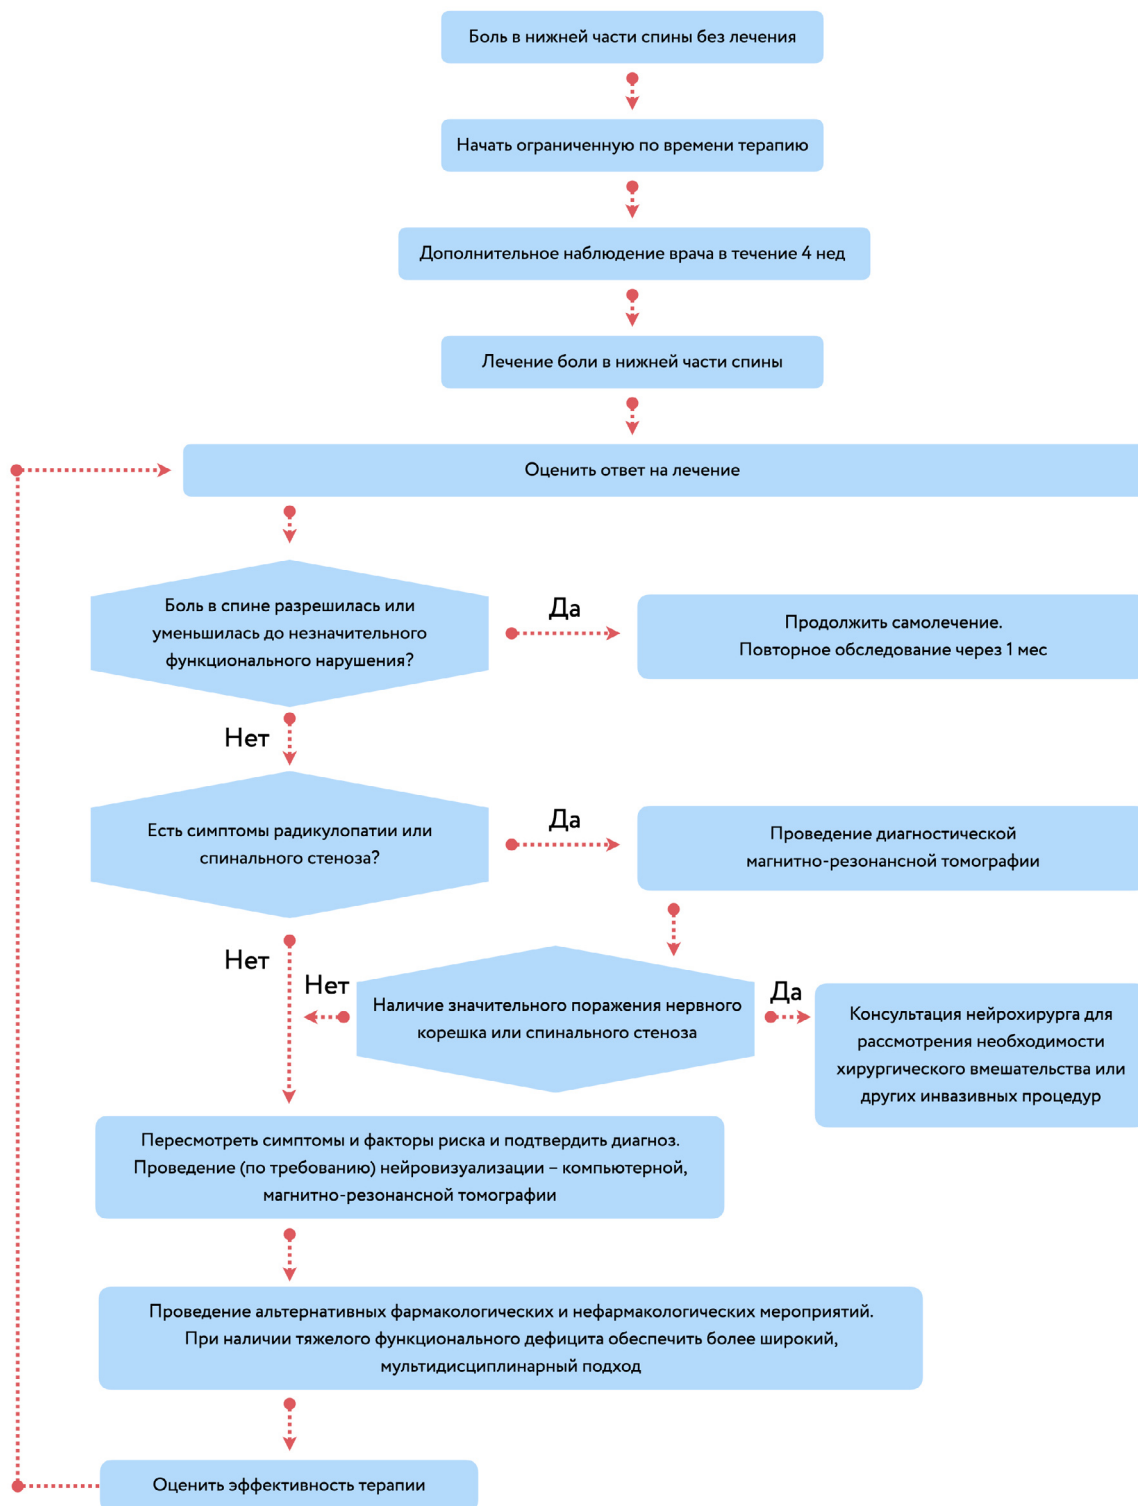 Боль в нижней части спины без лечения
Начать ограниченную по времени терапию
Дополнительное наблюдение врача в течение 4 нед
Лечение боли в нижней части спины
Оценить ответ на лечение
Боль в спине разрешилась или
уменьшилась до незначительного
функционального нарушения?
Да
Продолжить самолечение.
Повторное обследование через 1 мес
Нет
Есть симптомы радикулопатии или
спинального стеноза?
Да
Проведение диагностической
магнитно-резонансной томографии
Нет
Нет
Наличие значительного поражения нервного
корешка или спинального стеноза
Да
Консультация нейрохирурга для
рассмотрения необходимости
хирургического вмешательства или
других инвазивных процедур
Пересмотреть симптомы и факторы риска и подтвердить диагноз.
Проведение (по требованию) нейровизуализации – компьютерной,
магнитно-резонансной томографии
Проведение альтернативных фармакологических и нефармакологических мероприятий.
При наличии тяжелого функционального дефицита обеспечить более широкий,
мультидисциплинарный подход
Оценить эффективность терапии